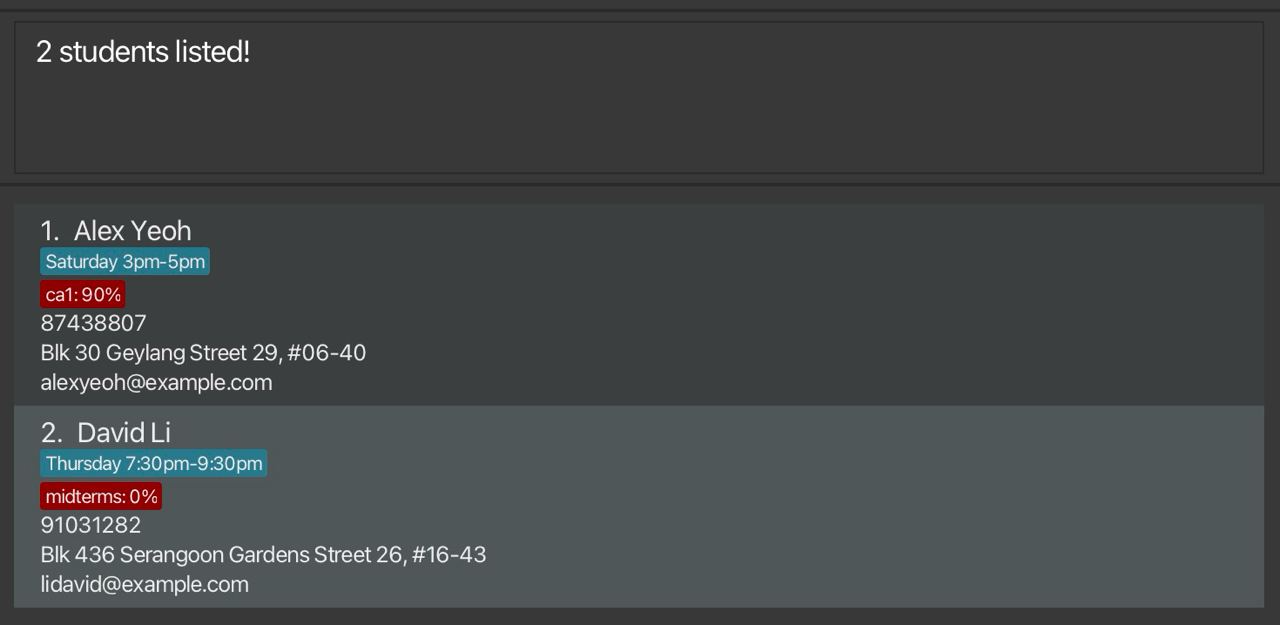 2 students listed!
1. Alex Yeoh
Saturday 3pm-5pm
ca1: 90%
87438807
Blk 30 Geylang Street 29, #06-40
alexyeoh@example.com
2. David Li
Thursday 7:30pm-9:30pm
midterms: 0%
91031282
Blk 436 Serangoon Gardens Street 26, #16-43
lidavid@example.com